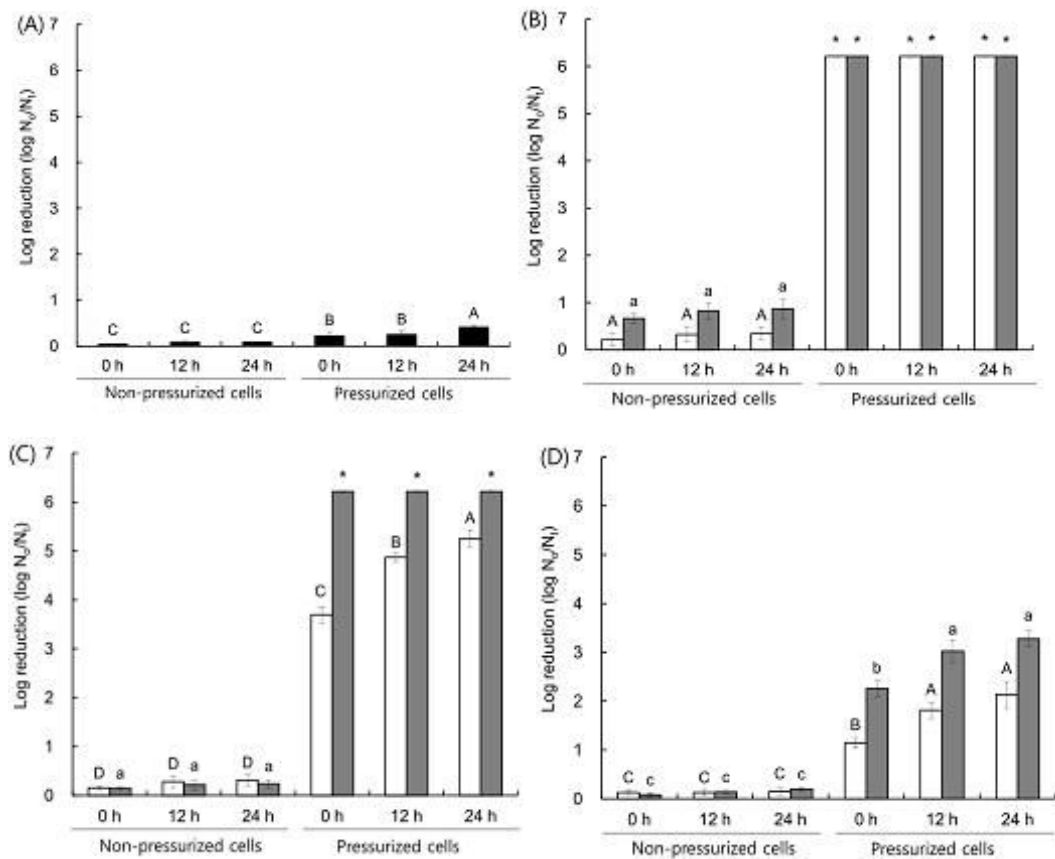 (A)
7
6
5
4
3
2
1
0
Log reduction (log N₀/Nₜ)
C C C B B A
0 h 12 h 24 h 0 h 12 h 24 h
Non-pressurized cells Pressurized cells
(B)
7
6
5
4
3
2
1
0
Log reduction (log N₀/Nₜ)
* * * * * *
A a A a A a
0 h 12 h 24 h 0 h 12 h 24 h
Non-pressurized cells Pressurized cells
(C)
7
6
5
4
3
2
1
0
Log reduction (log N₀/Nₜ)
D a D a D a C * B * A *
0 h 12 h 24 h 0 h 12 h 24 h
Non-pressurized cells Pressurized cells
(D)
7
6
5
4
3
2
1
0
Log reduction (log N₀/Nₜ)
C c C c C c B b A a A a
0 h 12 h 24 h 0 h 12 h 24 h
Non-pressurized cells Pressurized cells